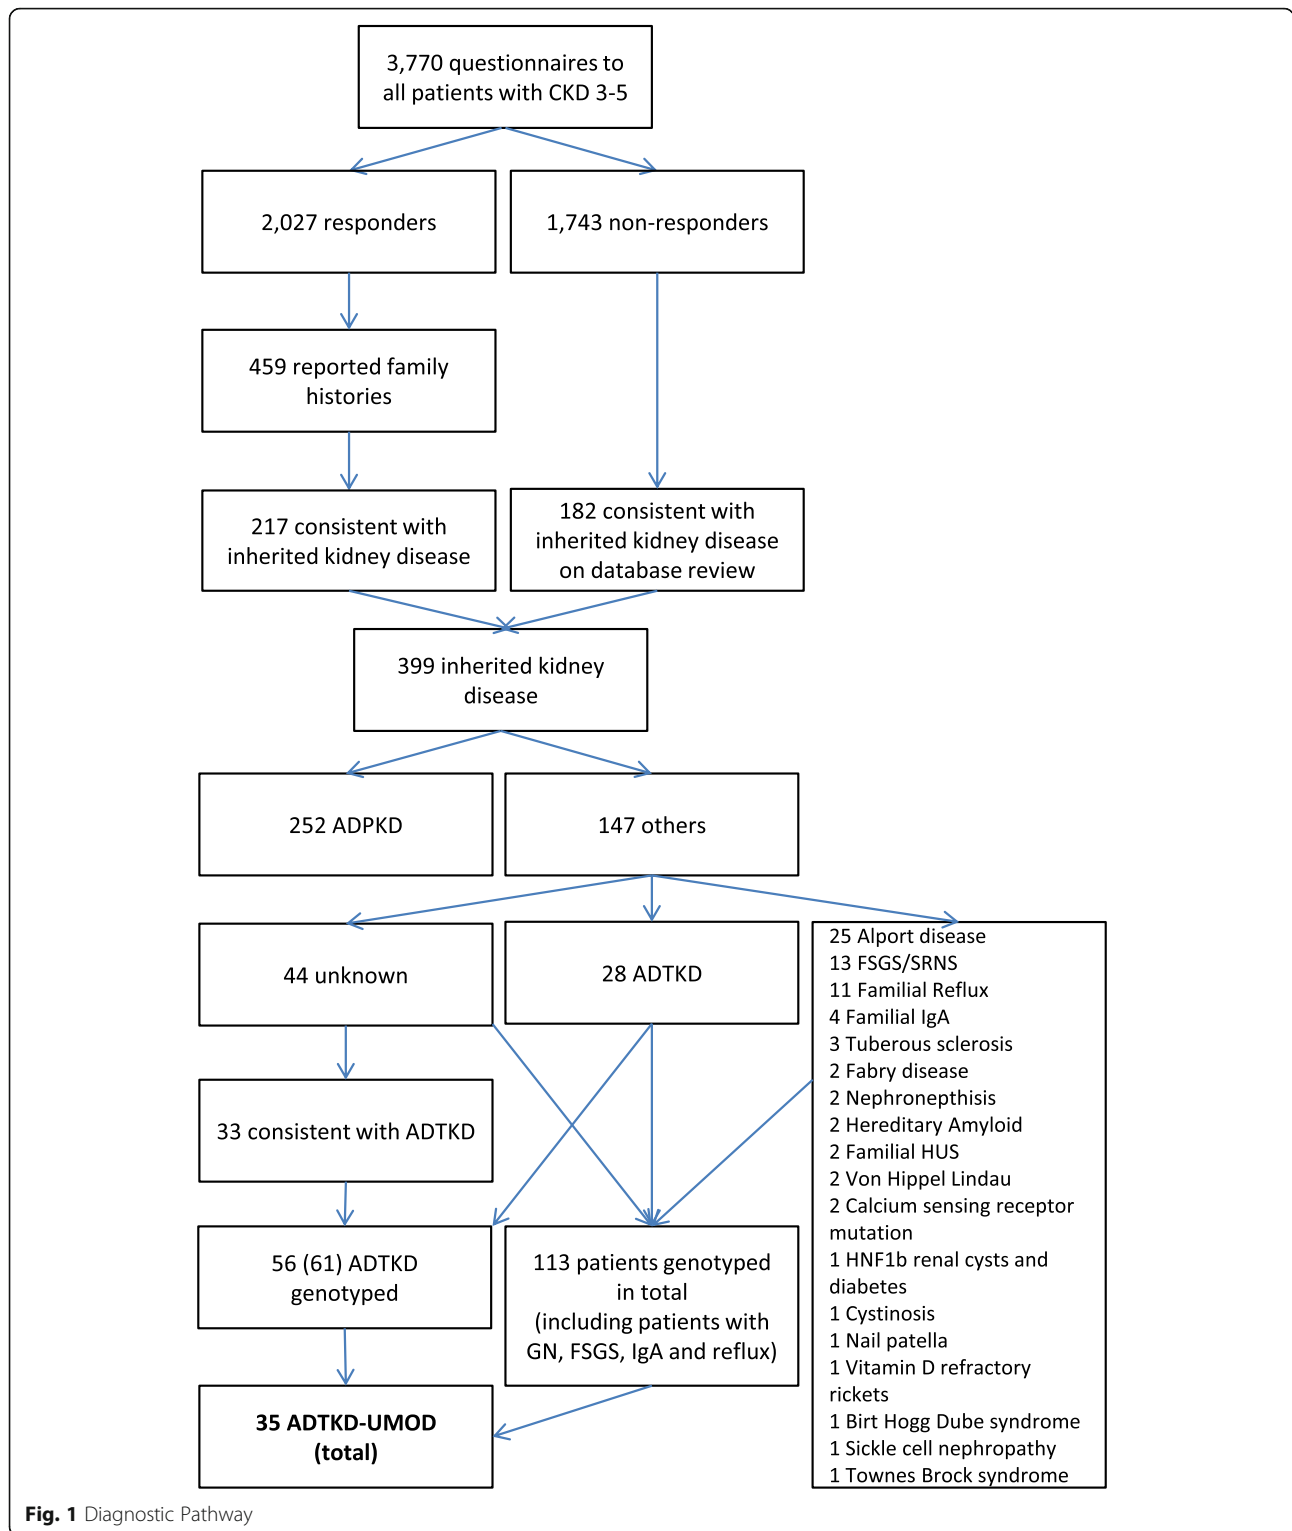 3,770 questionnaires to
all patients with CKD 3-5
2,027 responders
1,743 non-responders
459 reported family
histories
217 consistent with
inherited kidney disease
182 consistent with
inherited kidney disease
on database review
399 inherited kidney
disease
252 ADPKD
147 others
44 unknown
28 ADTKD
25 Alport disease
13 FSGS/SRNS
11 Familial Reflux
4 Familial IgA
3 Tuberous sclerosis
2 Fabry disease
2 Nephronepthisis
2 Hereditary Amyloid
2 Familial HUS
2 Von Hippel Lindau
2 Calcium sensing receptor
mutation
1 HNF1b renal cysts and
diabetes
1 Cystinosis
1 Nail patella
1 Vitamin D refractory
rickets
1 Birt Hogg Dube syndrome
1 Sickle cell nephropathy
1 Townes Brock syndrome
33 consistent with ADTKD
56 (61) ADTKD
genotyped
113 patients genotyped
in total
(including patients with
GN, FSGS, IgA and reflux)
35 ADTKD-UMOD
(total)
Fig. 1 Diagnostic Pathway